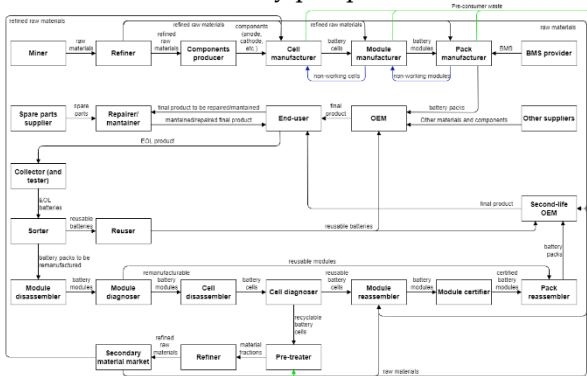 refined raw materials
Pre-consumer waste
refined raw materials
refined raw materials
raw materials
Miner
raw
materials
Refiner
refined
raw
materials
Components
producer
components
(anode,
cathode,
etc.)
Cell
manufacturer
battery
cells
Module
manufacturer
battery
modules
Pack
manufacturer
BMS
BMS provider
non-working cells
non-working modules
battery packs
Spare parts
supplier
spare
parts
Repairer/
mantainer
final product to be repaired/mantained
mantained/repaired final product
End-user
final
product
OEM
Other materials and components
Other suppliers
EOL product
Collector (and
tester)
EOL
batteries
final product
Second-life
OEM
Sorter
reusable
batteries
Reuser
reusable batteries
battery packs to be
remanufactured
battery
packs
reusable modules
Module
disassembler
battery
modules
Module
diagnoser
remanufacturable
battery
modules
Cell
disassembler
battery
cells
Cell diagnoser
reusable
battery
cells
Module
reassembler
battery
modules
Module certifier
certified
battery
modules
Pack
reassembler
recyclable
battery
cells
Secondary
material market
refined
raw
materials
Refiner
material
fractions
Pre-treater
raw materials